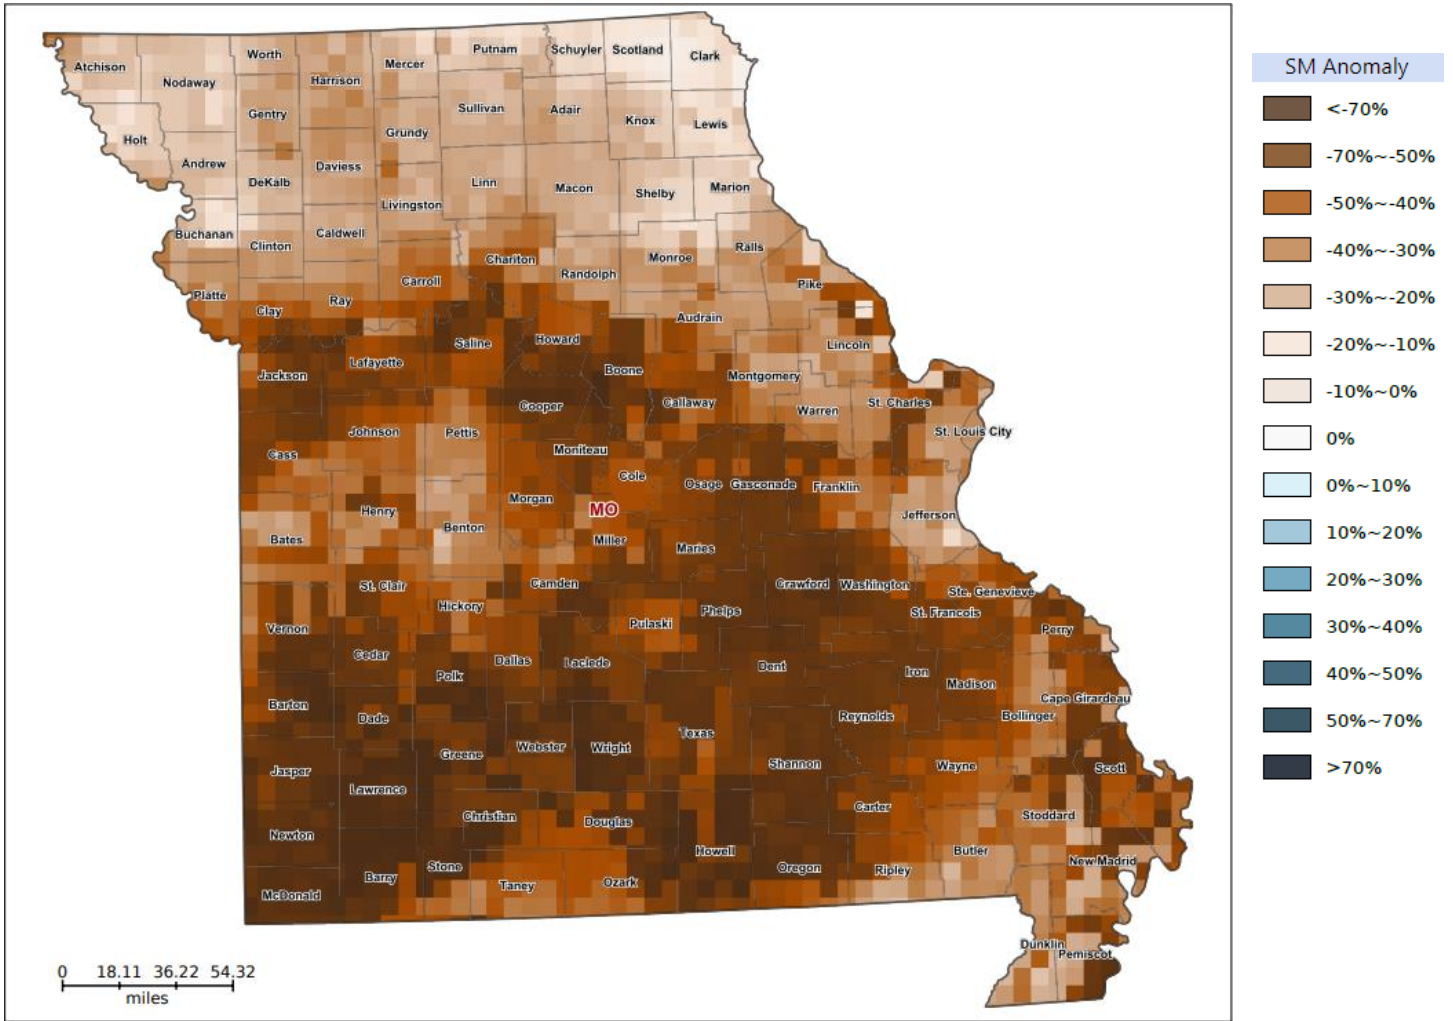 SM Anomaly
<-70%
-70%~-50%
-50%~-40%
-40%~-30%
-30%~-20%
-20%~-10%
-10%~0%
0%
0%~10%
10%~20%
20%~30%
30%~40%
40%~50%
50%~70%
>70%
Atchison
Nodaway
Worth
Harrison
Mercer
Putnam
Schuyler
Scotland
Clark
Holt
Gentry
Sullivan
Adair
Knox
Lewis
Grundy
Andrew
DeKalb
Daviess
Linn
Macon
Shelby
Marion
Livingston
Buchanan
Clinton
Caldwell
Chariton
Randolph
Monroe
Ralls
Platte
Clay
Ray
Carroll
Pike
Audrain
Saline
Howard
Lincoln
Jackson
Lafayette
Boone
Montgomery
Cooper
Callaway
Warren
St. Charles
Johnson
Pettis
St. Louis City
Cass
Moniteau
Cole
Osage
Gasconade
Franklin
Henry
Morgan
MO
Jefferson
Bates
Benton
Miller
Maries
St. Clair
Camden
Crawford
Washington
Ste. Genevieve
Hickory
Phelps
St. Francois
Vernon
Pulaski
Perry
Cedar
Polk
Dallas
Laclede
Dent
Iron
Madison
Cape Girardeau
Barton
Dade
Reynolds
Bollinger
Texas
Greene
Webster
Wright
Jasper
Shannon
Wayne
Scott
Lawrence
Christian
Douglas
Carter
Stoddard
Newton
Stone
Howell
Butler
New Madrid
McDonald
Barry
Taney
Ozark
Oregon
Ripley
Dunklin
Pemiscot
0 18.11 36.22 54.32
miles